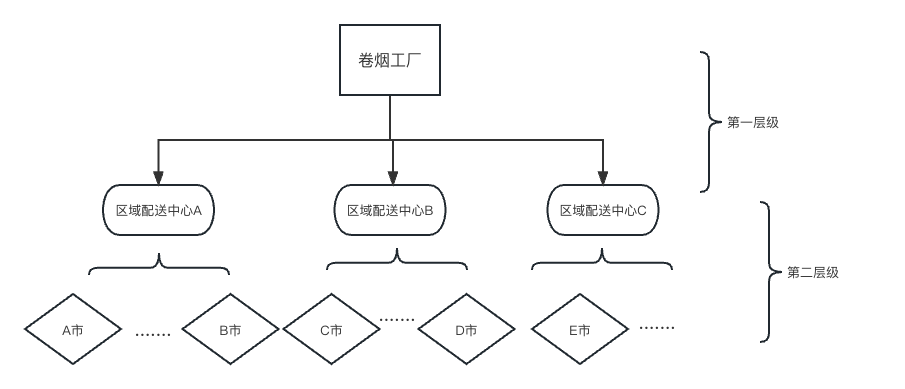 卷烟工厂
第一层级
区域配送中心A
区域配送中心B
区域配送中心C
第二层级
A市
.......
B市
C市
.......
D市
E市
.......